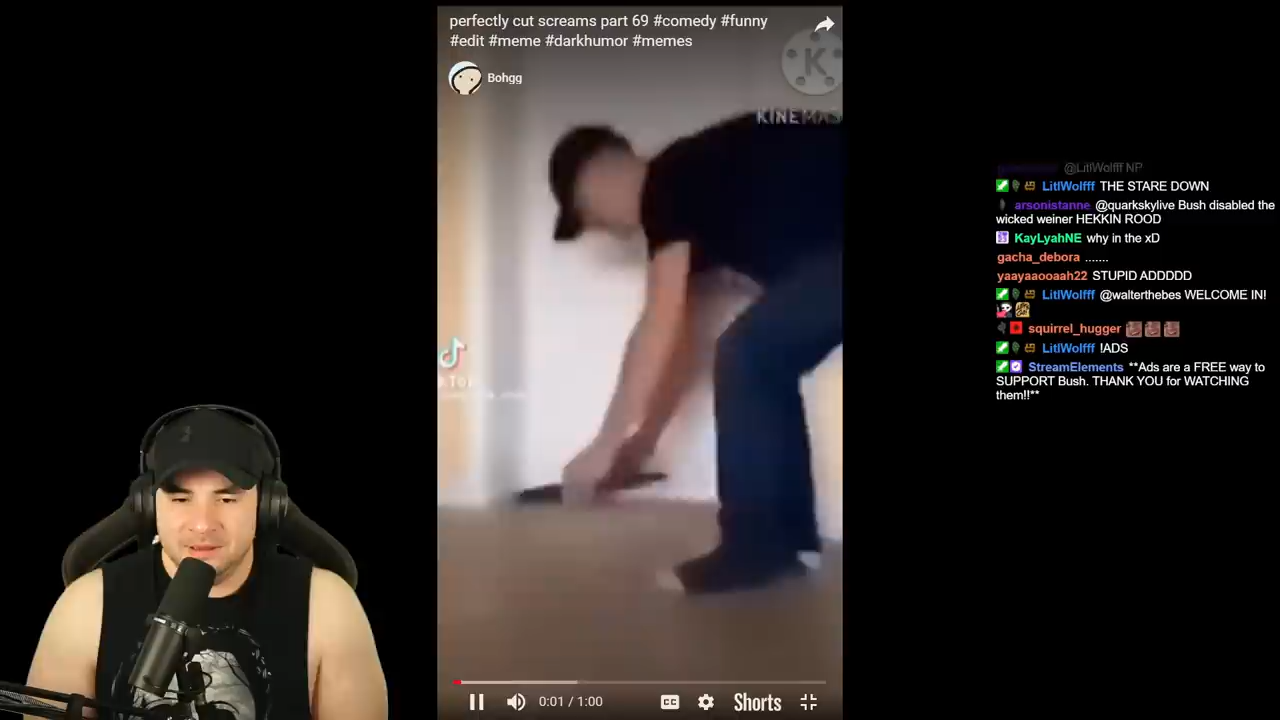 perfectly cut screams part 69 #comedy #funny
#edit #meme #darkhumor #memes
K
Bohgg
KINEMAS
@LitlWolfff NP
LitlWolfff THE STARE DOWN
arsonistanne @quarkskylive Bush disabled the
wicked weiner HEKKIN ROOD
KayLyahNE why in the xD
gacha_debora .......
yaayaaooaah22 STUPID ADDDDD
LitlWolfff @walterthebes WELCOME IN!
squirrel_hugger
LitlWolfff !ADS
StreamElements **Ads are a FREE way to
SUPPORT Bush. THANK YOU for WATCHING
them!!**
0:01 / 1:00
CC
Shorts